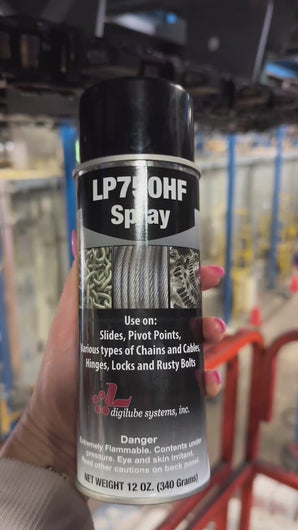 LP750HF
Spray
Use on:
Slides, Pivot Points,
Various types of Chains and Cables,
Hinges, Locks and Rusty Bolts
digilube systems, inc.
Danger
Extremely Flammable. Contents under
pressure. Eye and skin irritant.
Read other cautions on back panel.
NET WEIGHT 12 OZ. (340 Grams)